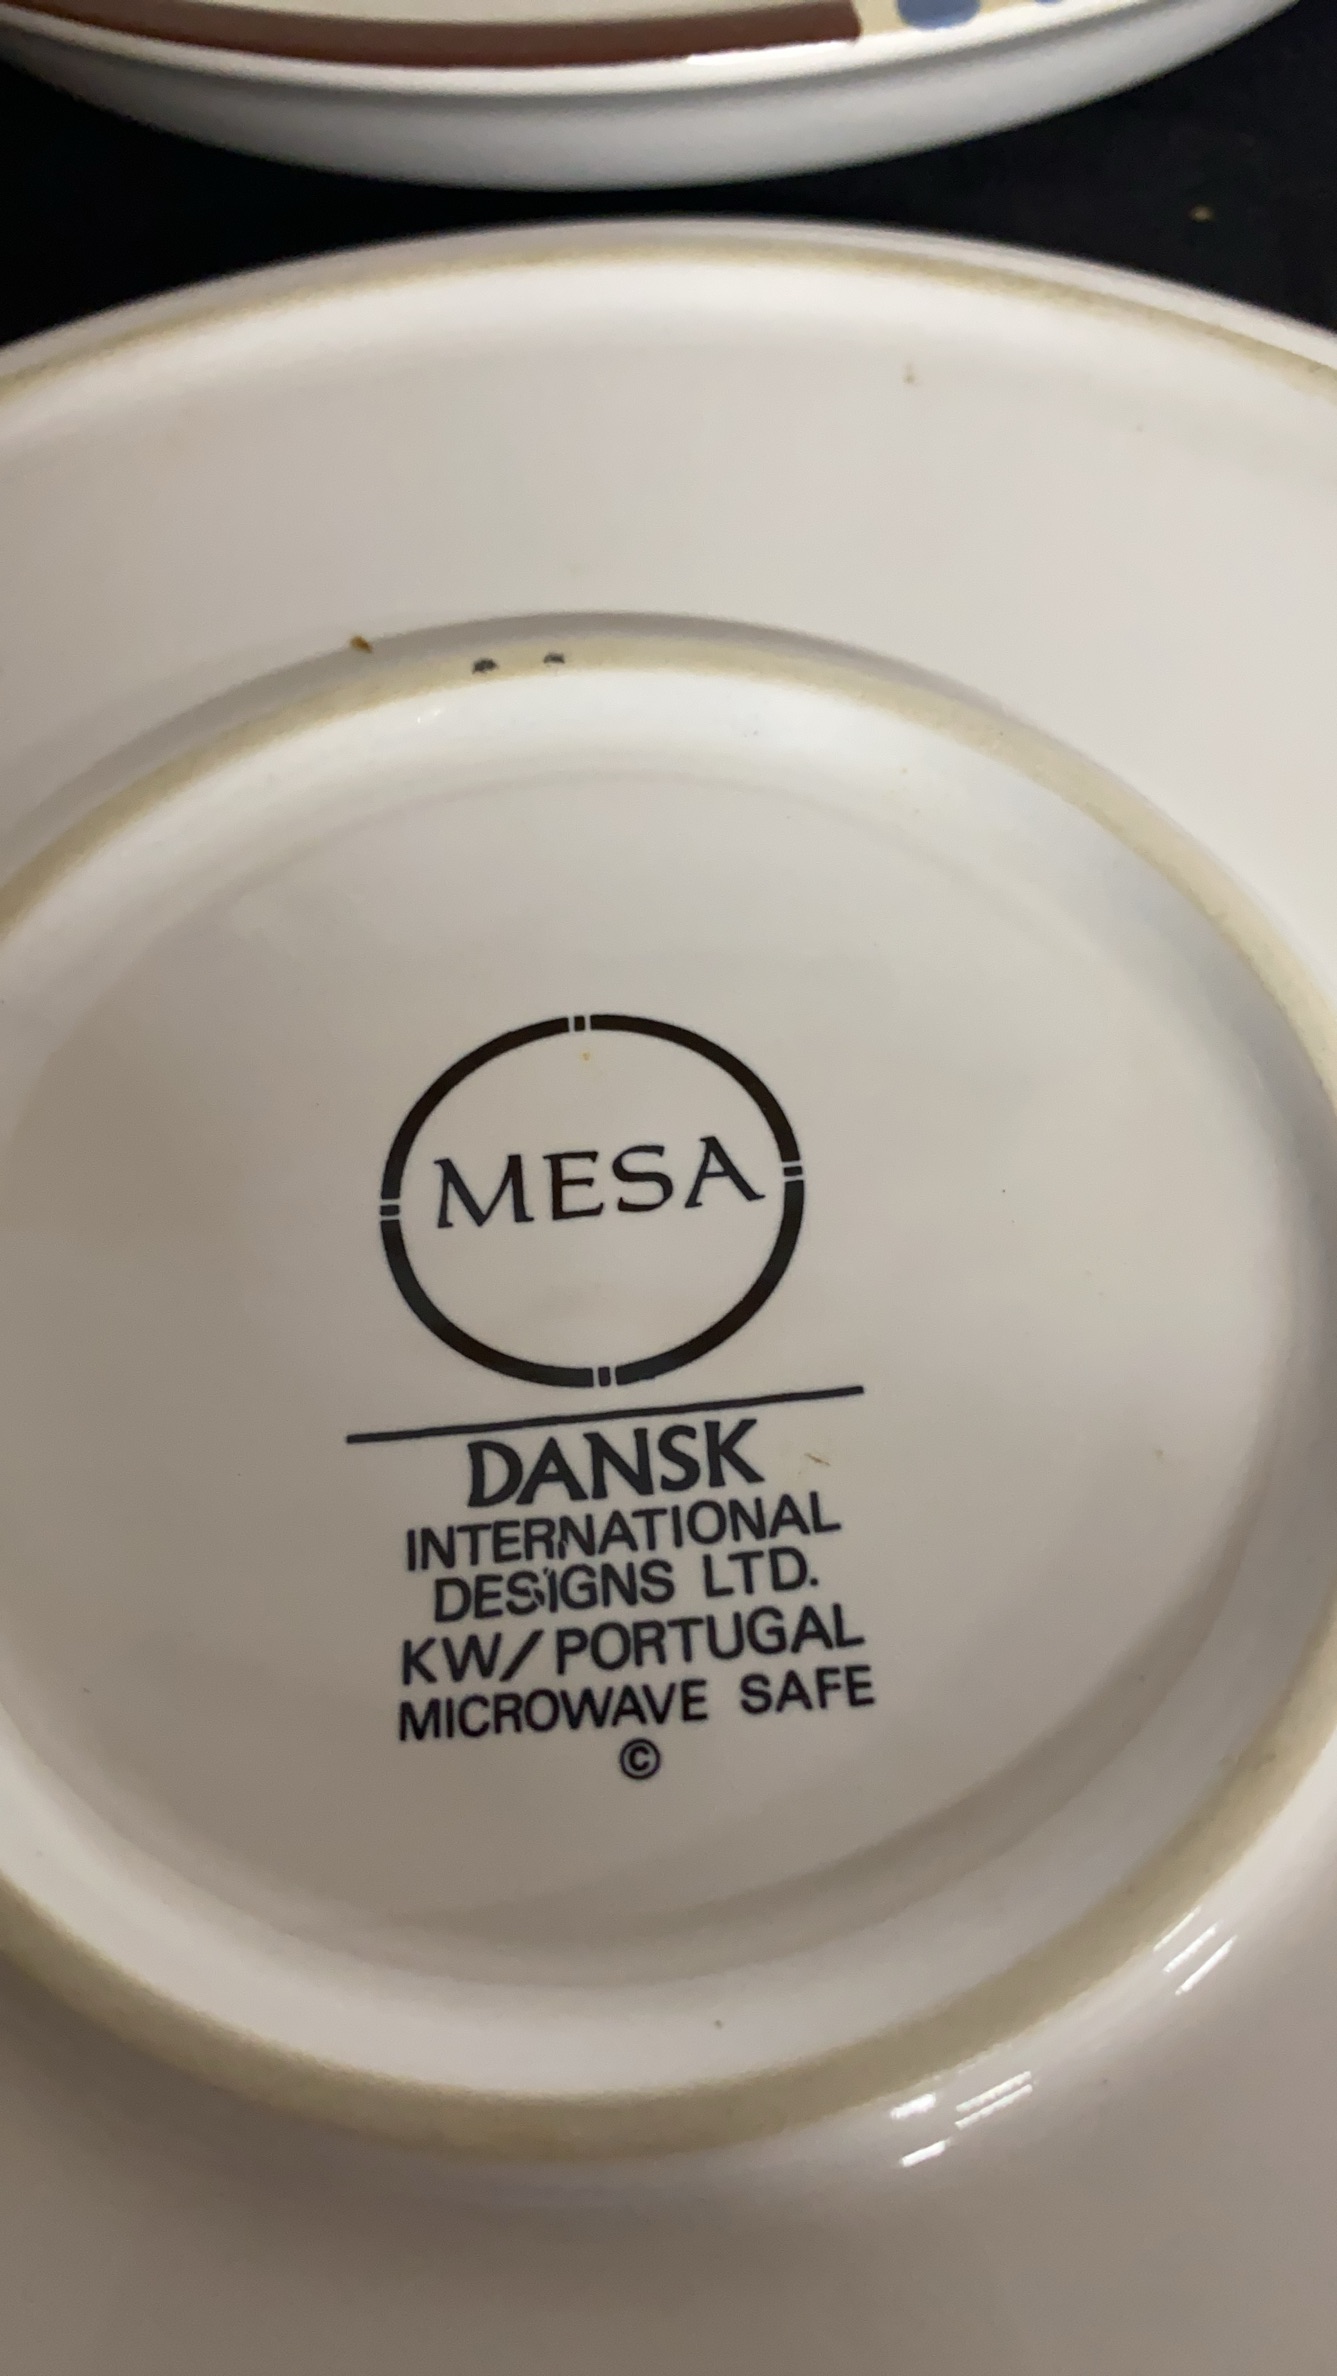 MESA
DANSK
INTERNATIONAL
DESIGNS LTD.
KW/PORTUGAL
MICROWAVE SAFE
©